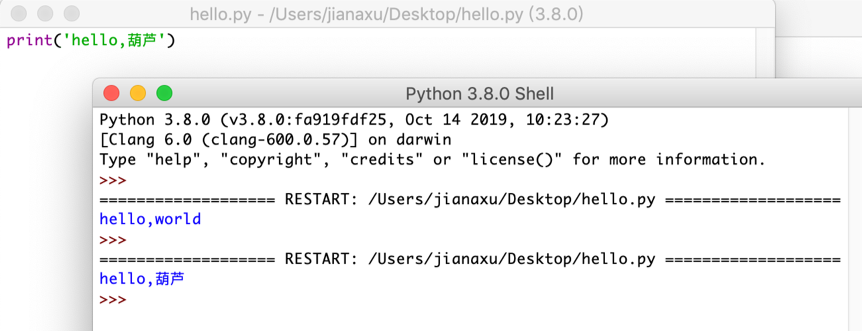 hello.py - /Users/jianaxu/Desktop/hello.py (3.8.0)
print('hello,葫芦')
Python 3.8.0 Shell
Python 3.8.0 (v3.8.0:fa919fdf25, Oct 14 2019, 10:23:27)
[Clang 6.0 (clang-600.0.57)] on darwin
Type "help", "copyright", "credits" or "license()" for more information.
>>>
=================== RESTART: /Users/jianaxu/Desktop/hello.py ===================
hello,world
>>>
=================== RESTART: /Users/jianaxu/Desktop/hello.py ===================
hello,葫芦
>>>